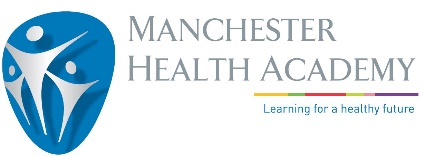 MANCHESTER
HEALTH ACADEMY
Learning for a healthy future